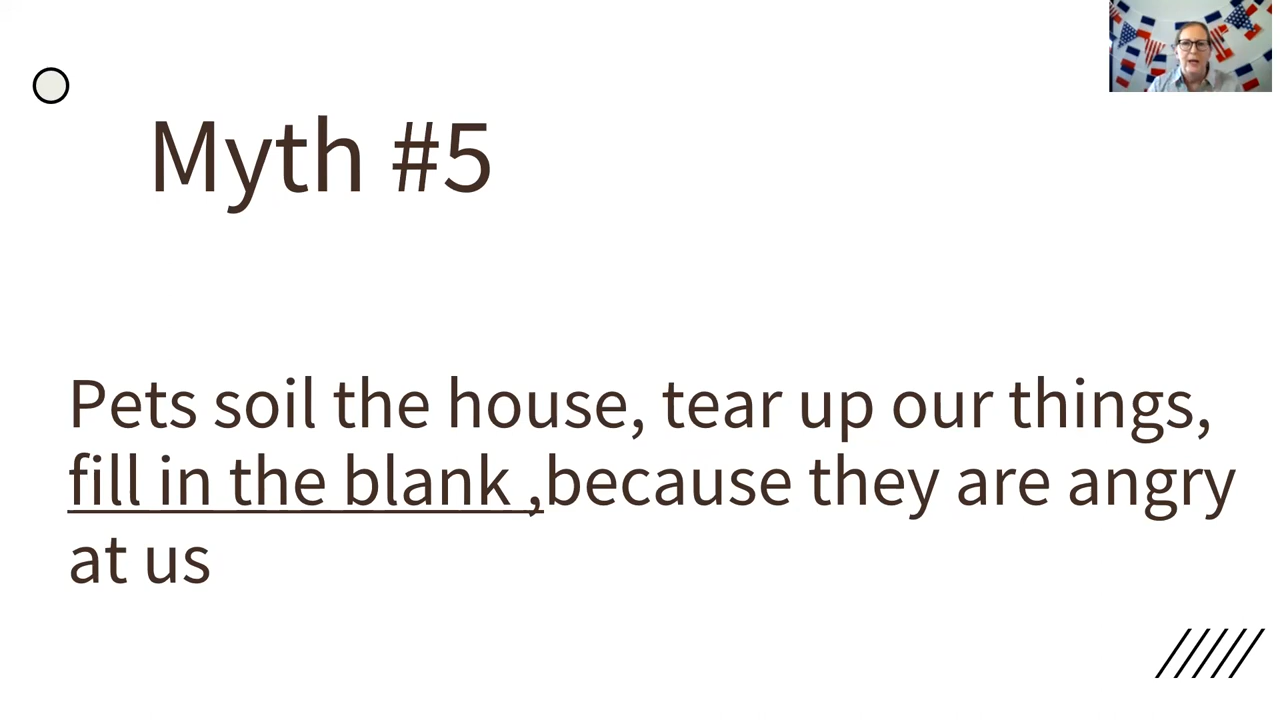 Myth #5
Pets soil the house, tear up our things,
fill in the blank ,because they are angry
at us